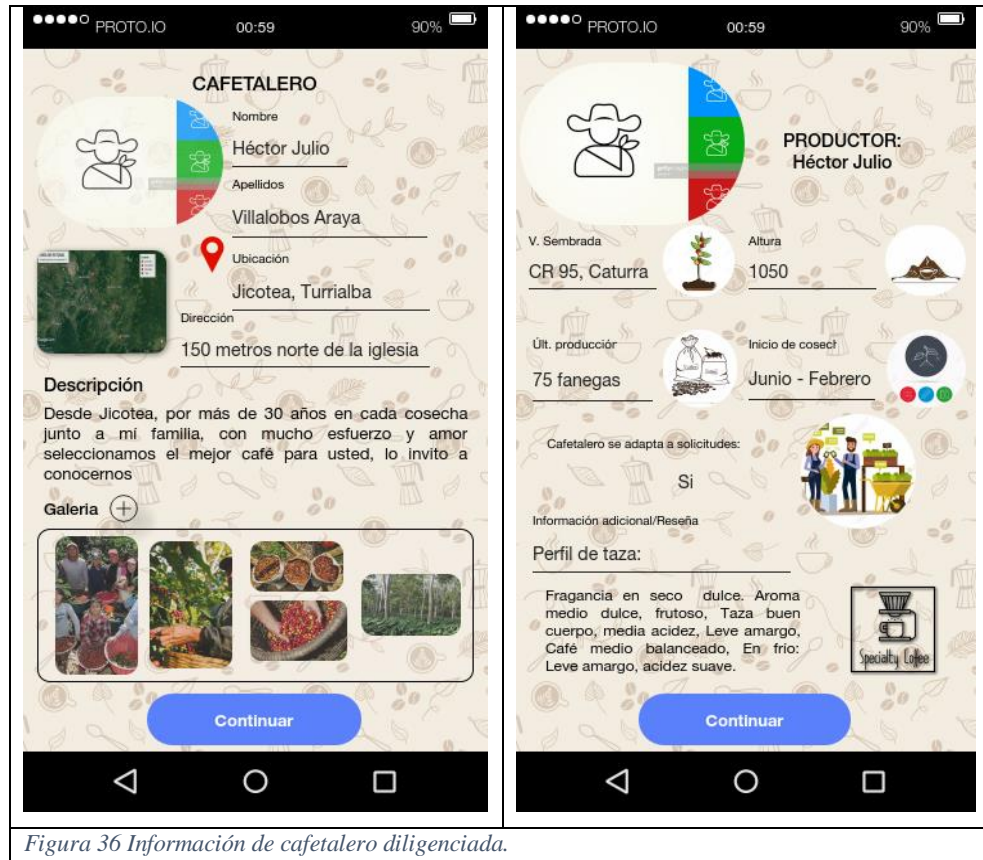 PROTO.IO 00:59 90%
CAFETALERO
Nombre
Héctor Julio
Apellidos
Villalobos Araya
Ubicación
Jicotea, Turrialba
Dirección
150 metros norte de la iglesia
Descripción
Desde Jicotea, por más de 30 años en cada cosecha
junto a mi familia, con mucho esfuerzo y amor
seleccionamos el mejor café para usted, lo invito a
conocernos
Galeria
Continuar
PROTO.IO 00:59 90%
PRODUCTOR:
Héctor Julio
V. Sembrada
CR 95, Caturra
Altura
1050
Últ. producciór
75 fanegas
Inicio de cosecl
Junio - Febrero
Cafetalero se adapta a solicitudes:
Si
Información adicional/Reseña
Perfil de taza:
Fragancia en seco dulce. Aroma
medio dulce, frutoso, Taza buen
cuerpo, media acidez, Leve amargo,
Café medio balanceado, En frio:
Leve amargo, acidez suave.
Specialty Coffee
Continuar
Figura 36 Información de cafetalero diligenciada.